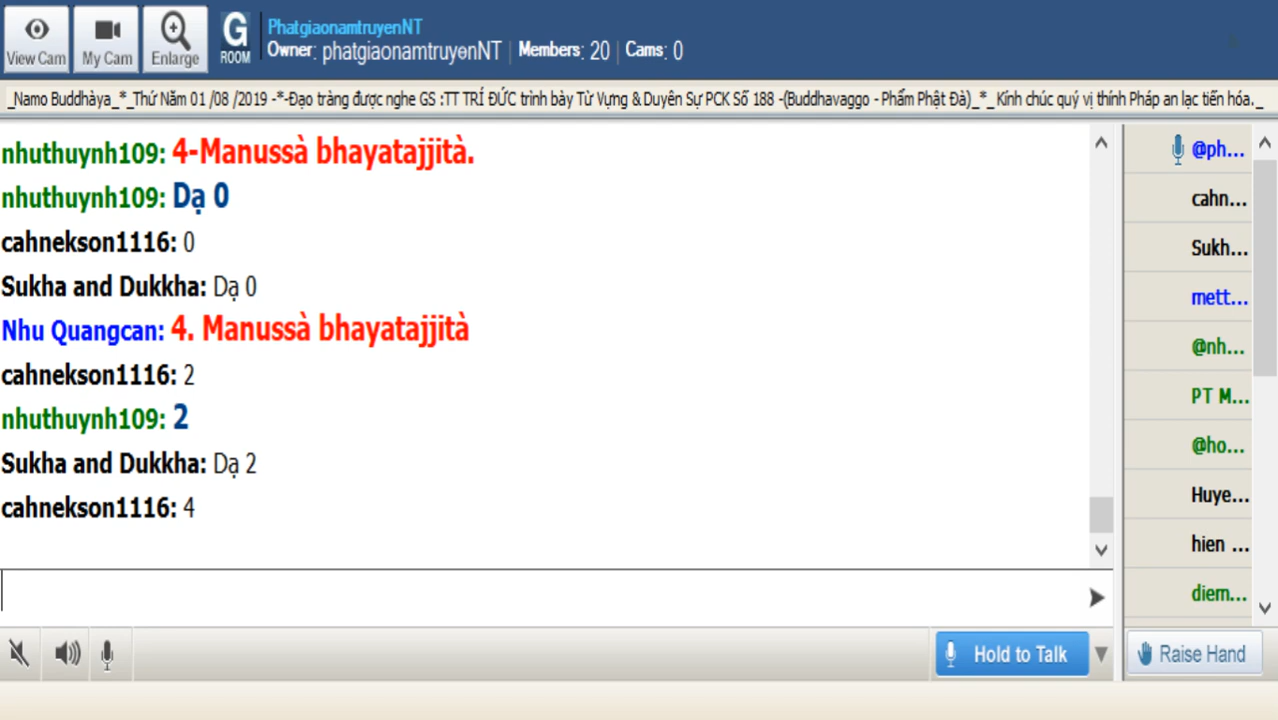 View Cam
My Cam
Enlarge
G ROOM
PhatgiaonamtruyenNT
Owner: phatgiaonamtruyenNT | Members: 20 | Cams: 0
_Namo Buddhàya_*_Thứ Năm 01 /08 /2019 -*-Đạo tràng được nghe GS :TT TRÍ ĐỨC trình bày Từ Vựng & Duyên Sự PCK Số 188 -(Buddhavaggo - Phẩm Phật Đà)_*_ Kính chúc quý vị thính Pháp an lạc tiến hóa._
nhuthuynh109: 4-Manussà bhayatajjità.
nhuthuynh109: Dạ 0
cahnekson1116: 0
Sukha and Dukkha: Dạ 0
Nhu Quangcan: 4. Manussà bhayatajjità
cahnekson1116: 2
nhuthuynh109: 2
Sukha and Dukkha: Dạ 2
cahnekson1116: 4
@ph...
cahn...
Sukh...
mett...
@nh...
PT M...
@ho...
Huye...
hien ...
diem...
Hold to Talk
Raise Hand